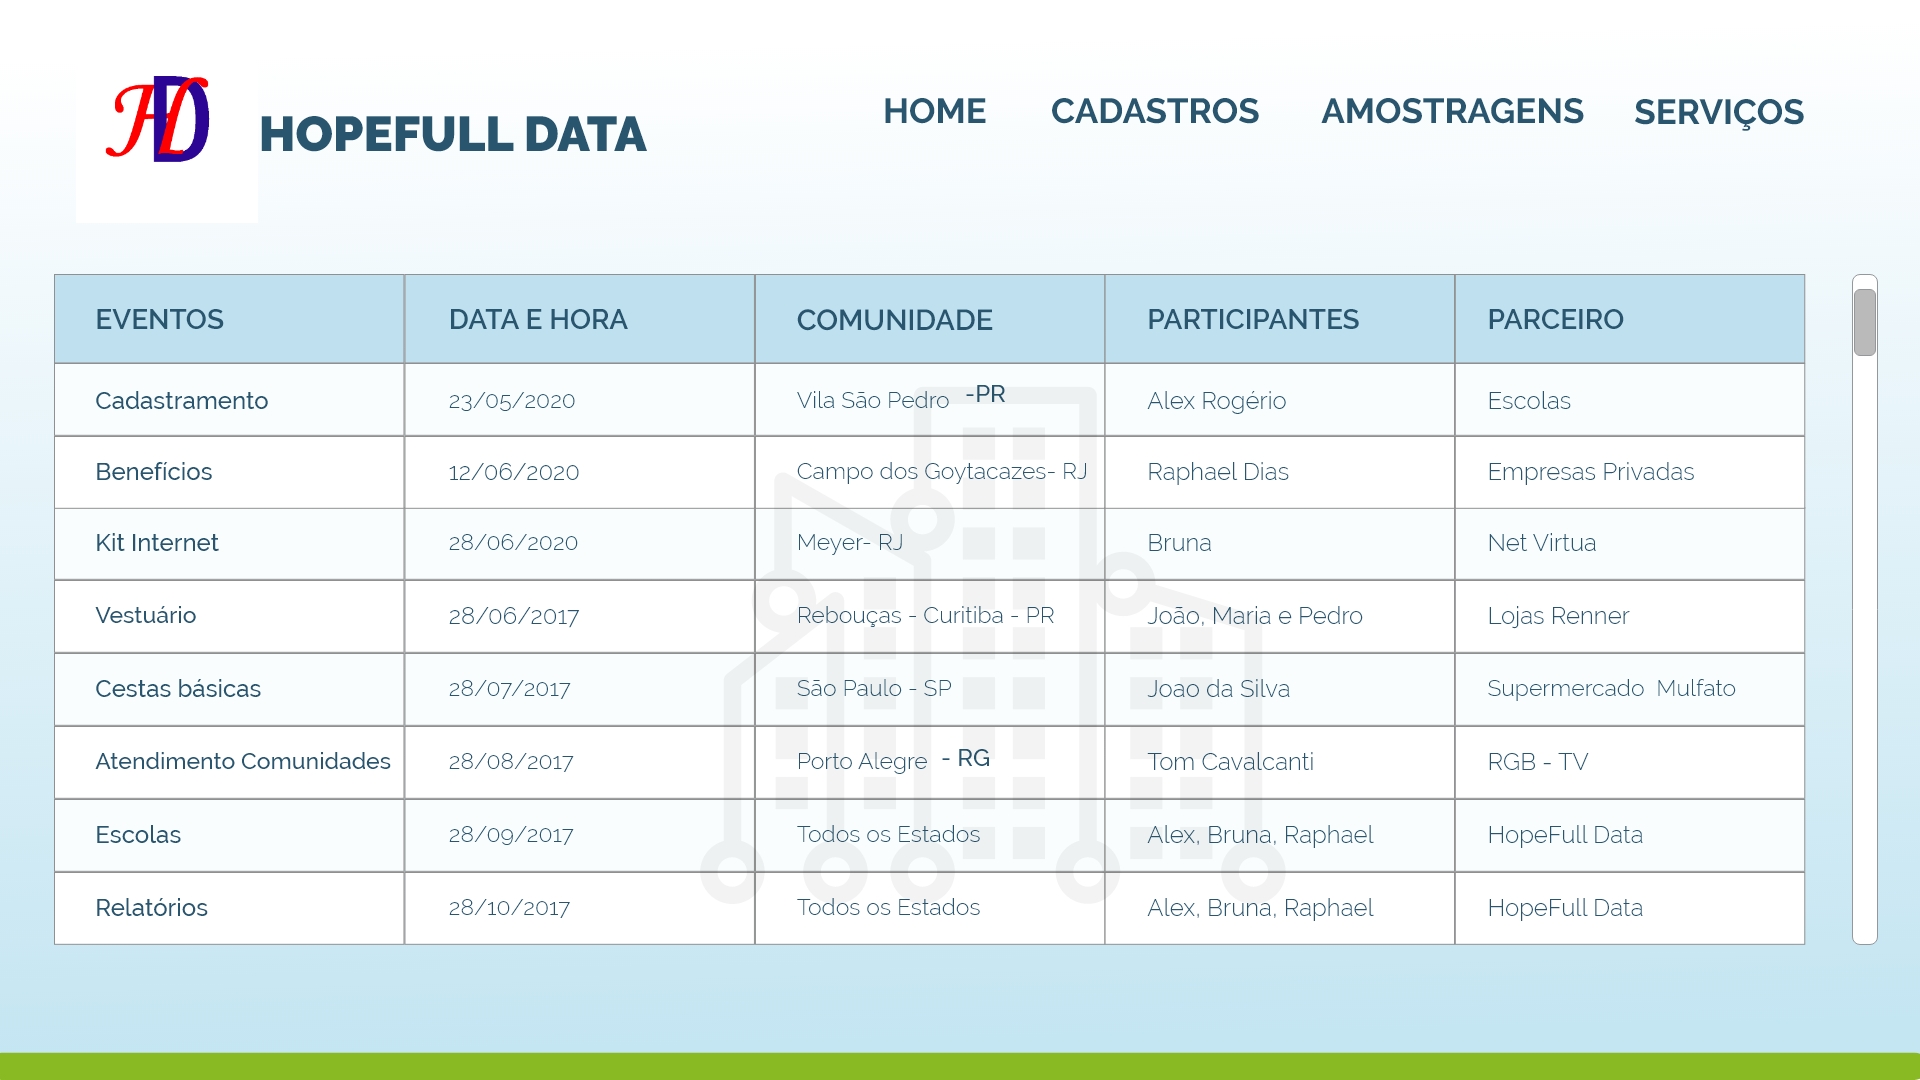 HD
HOPEFULL DATA
HOME CADASTROS AMOSTRAGENS SERVIÇOS
EVENTOS DATA E HORA COMUNIDADE PARTICIPANTES PARCEIRO
Cadastramento 23/05/2020 Vila São Pedro -PR Alex Rogério Escolas
Benefícios 12/06/2020 Campo dos Goytacazes- RJ Raphael Dias Empresas Privadas
Kit Internet 28/06/2020 Meyer- RJ Bruna Net Virtua
Vestuário 28/06/2017 Rebouças - Curitiba - PR João, Maria e Pedro Lojas Renner
Cestas básicas 28/07/2017 São Paulo - SP Joao da Silva Supermercado Mulfato
Atendimento Comunidades 28/08/2017 Porto Alegre - RG Tom Cavalcanti RGB - TV
Escolas 28/09/2017 Todos os Estados Alex, Bruna, Raphael HopeFull Data
Relatórios 28/10/2017 Todos os Estados Alex, Bruna, Raphael HopeFull Data